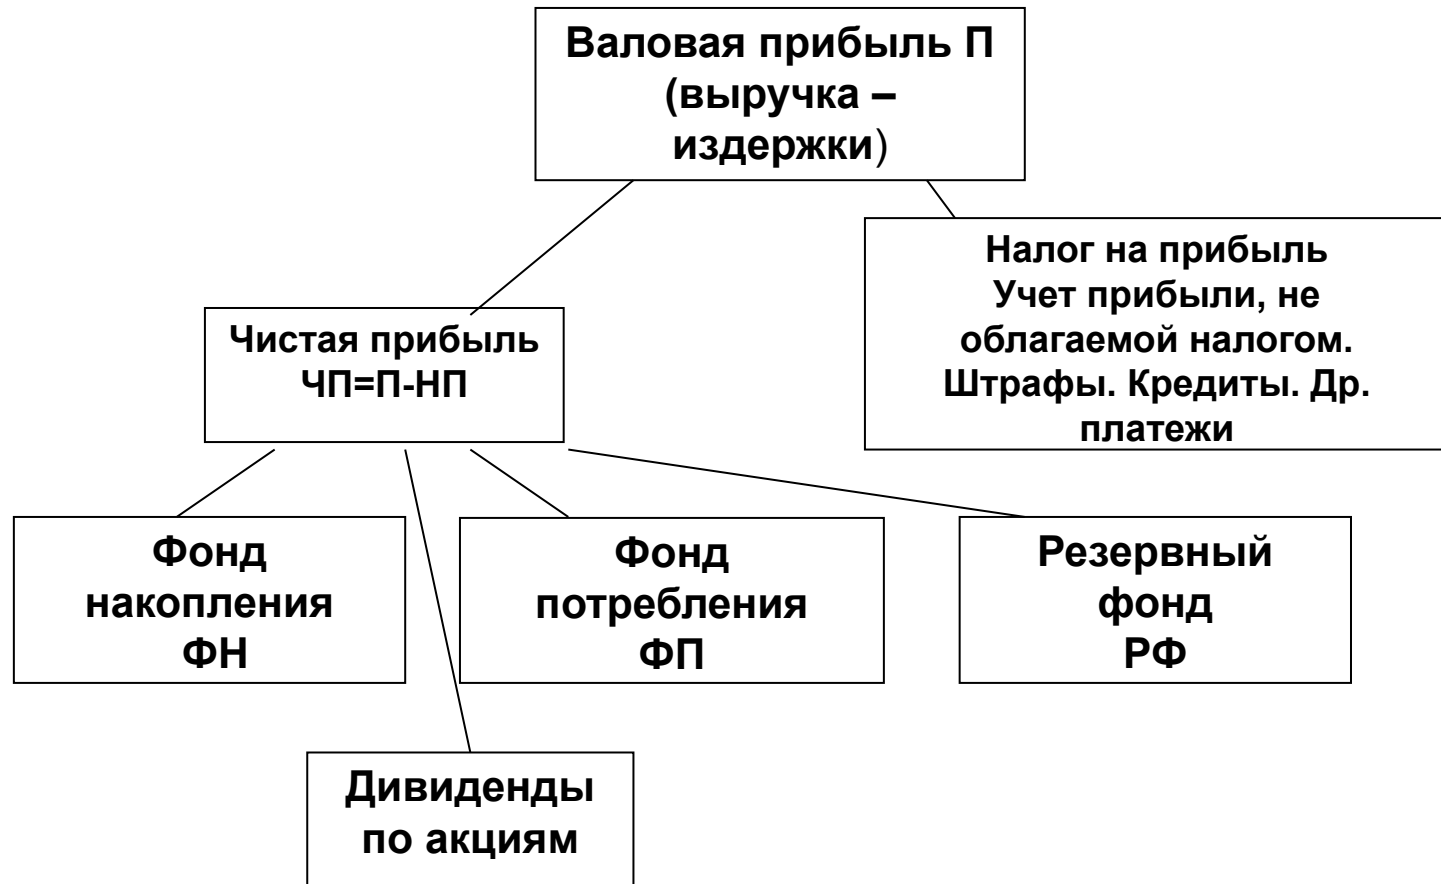 Валовая прибыль П
(выручка –
издержки)
Налог на прибыль
Учет прибыли, не
облагаемой налогом.
Штрафы. Кредиты. Др.
платежи
Чистая прибыль
ЧП=П-НП
Фонд
накопления
ФН
Фонд
потребления
ФП
Резервный
фонд
РФ
Дивиденды
по акциям